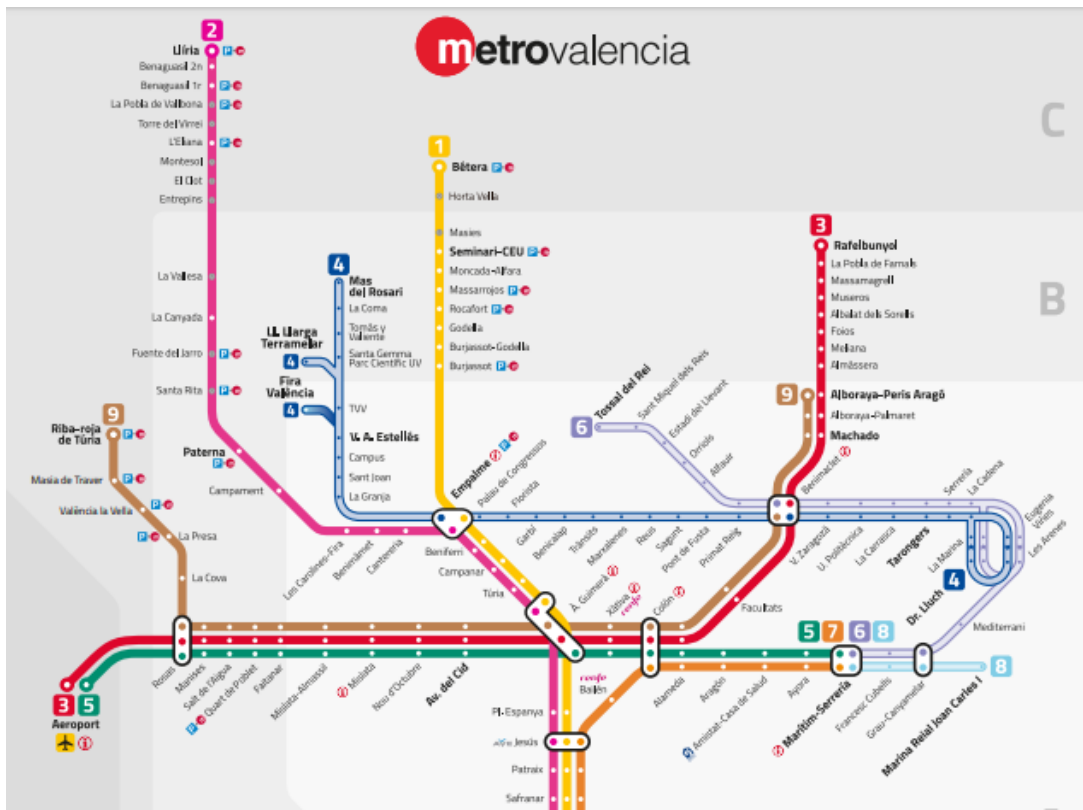 metrovalencia
2
Llíria
Benaguasil 2n
Benaguasil 1r
La Pobla de Vallbona
Torre del Virrei
L'Eliana
Montesol
El Clot
Entrepins
La Vallesa
La Canyada
Fuente del Jarro
Santa Rita
Paterna
Campament
Les Carolines-Fira
Benimàmet
Cantereria
Beniferri
Campanar
Túria
1
Bétera
Horta Vella
Masies
Seminari-CEU
Moncada-Alfara
Massarrojos
Rocafort
Godella
Burjassot-Godella
Burjassot
4
Mas
del Rosari
La Coma
Tomás y
Valiente
Santa Gemma
Parc Científic UV
Ll. Llarga
Terramelar
4
Fira
València
4
TVV
V. A. Estellés
Campus
Sant Joan
La Granja
Empalme
Palau de Congressos
Florista
Garbí
Benicalap
Trànsits
Marxalenes
Reus
Sagunt
Pont de Fusta
Primat Reig
Benimaclet
V. Zaragozà
U. Politècnica
La Carrasca
Tarongers
Serrería
La Cadena
Eugenia
Viñes
Les Arenes
La Marina
4
Dr. Lluch
Mediterrani
6
Tossal del Rei
Sant Miquel dels Reis
Estadi del Llevant
Orriols
Alfauir
3
Rafelbunyol
La Pobla de Farnals
Massamagrell
Museros
Albalat dels Sorells
Foios
Meliana
Almàssera
9
Alboraya-Peris Aragó
Alboraya-Palmaret
Machado
C
B
9
Riba-roja
de Túria
Masia de Traver
València la Vella
La Presa
La Cova
3
5
Aeroport
Rosas
Manises
Salt de l'Aigua
Quart de Poblet
Faitanar
Mislata-Almassil
Mislata
Nou d'Octubre
Av. del Cid
À. Guimerà
Xàtiva
renfe
Colón
Facultats
Alameda
Aragón
Amistat-Casa de Salud
Ayora
5 7 6 8
Marítim-Serrería
Francesc Cubells
Grau-Canyamelar
8
Marina Reial Joan Carles I
renfe
Bailén
Pl. Espanya
Jesús
Patraix
Safranar